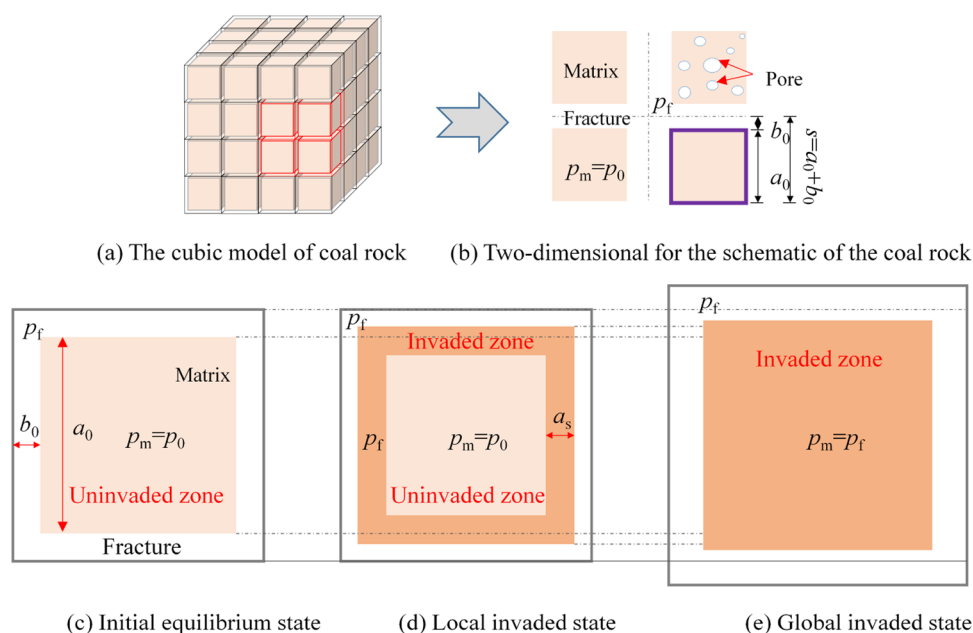 Matrix
Pore
p_f
Fracture
b_0
p_m=p_0
a_0
s=a_0+b_0
(a) The cubic model of coal rock
(b) Two-dimensional for the schematic of the coal rock
p_f
Matrix
b_0
a_0
p_m=p_0
Uninvaded zone
Fracture
p_f
Invaded zone
a_s
p_f
p_m=p_0
Uninvaded zone
p_f
Invaded zone
p_m=p_f
(c) Initial equilibrium state
(d) Local invaded state
(e) Global invaded state